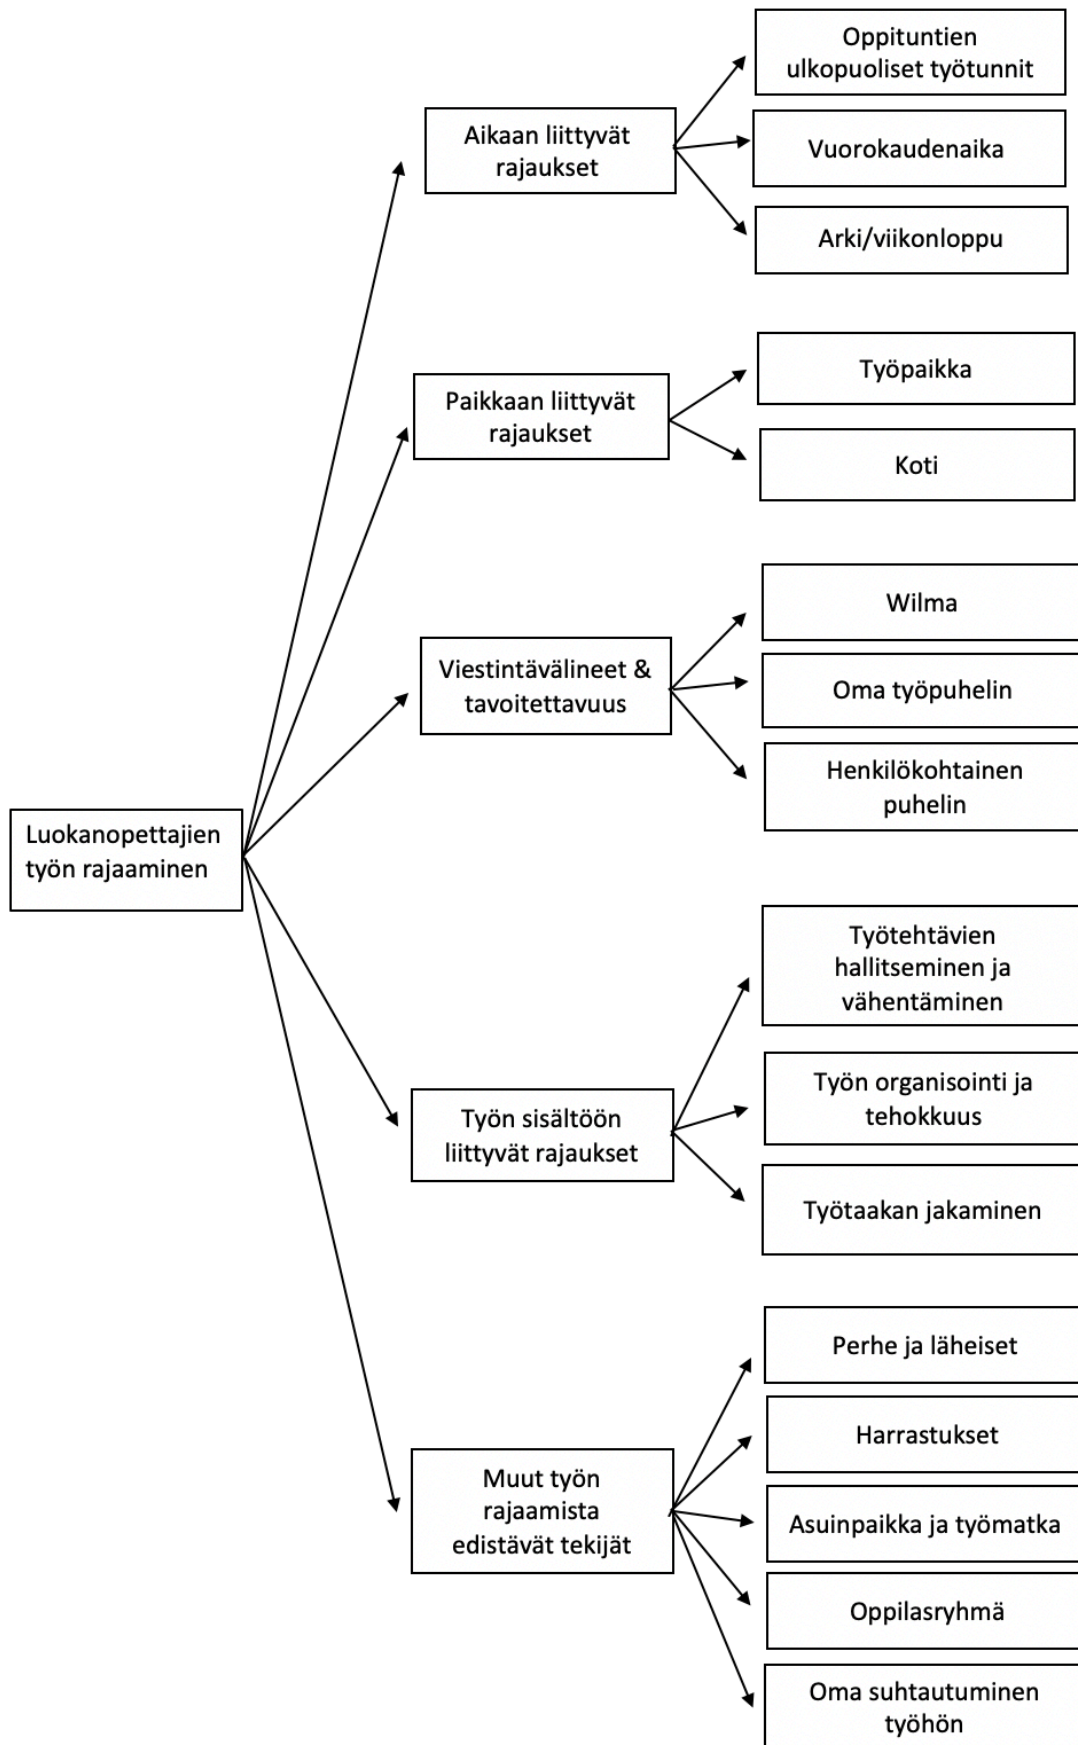 Luokanopettajien
työn rajaaminen
Aikaan liittyvät
rajaukset
Oppituntien
ulkopuoliset työtunnit
Vuorokaudenaika
Arki/viikonloppu
Paikkaan liittyvät
rajaukset
Työpaikka
Koti
Viestintävälineet &
tavoitettavuus
Wilma
Oma työpuhelin
Henkilökohtainen
puhelin
Työn sisältöön
liittyvät rajaukset
Työtehtävien
hallitseminen ja
vähentäminen
Työn organisointi ja
tehokkuus
Työtaakan jakaminen
Muut työn
rajaamista
edistävät tekijät
Perhe ja läheiset
Harrastukset
Asuinpaikka ja työmatka
Oppilasryhmä
Oma suhtautuminen
työhön